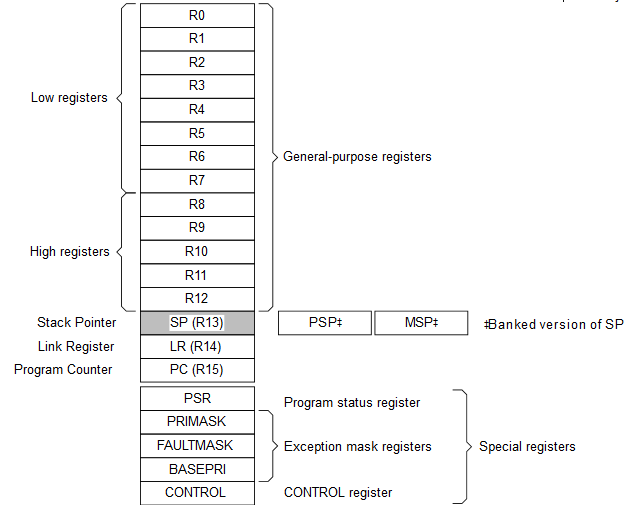 R0
R1
R2
R3
Low registers
R4
R5
R6
General-purpose registers
R7
R8
R9
High registers
R10
R11
R12
Stack Pointer SP (R13) PSP‡ MSP‡ ‡Banked version of SP
Link Register LR (R14)
Program Counter PC (R15)
PSR Program status register
PRIMASK
FAULTMASK Exception mask registers Special registers
BASEPRI
CONTROL CONTROL register